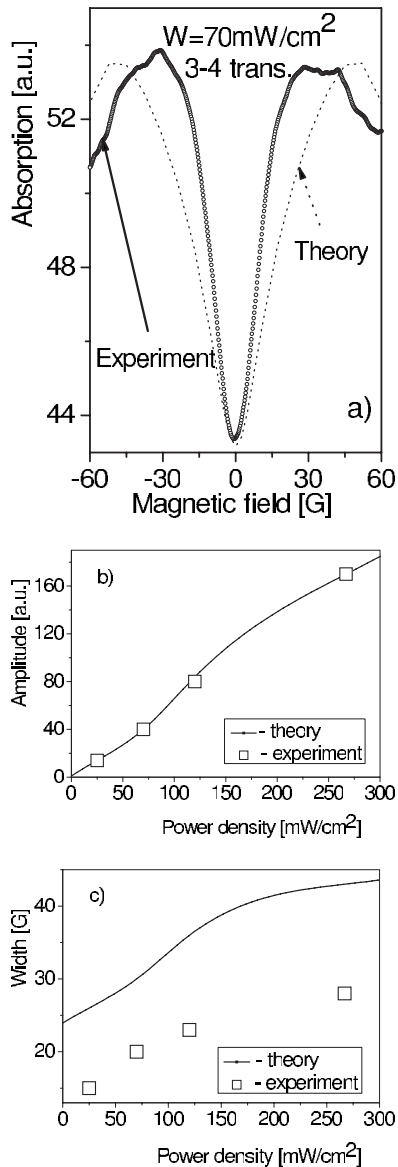 W=70mW/cm²
3-4 trans.
Absorption [a.u.]
52
48
44
Theory
Experiment
a)
-60 -30 0 30 60
Magnetic field [G]
b)
Amplitude [a.u.]
160
120
80
40
0
- theory
- experiment
0 50 100 150 200 250 300
Power density [mW/cm²]
c)
Width [G]
40
30
20
- theory
- experiment
0 50 100 150 200 250 300
Power density [mW/cm²]